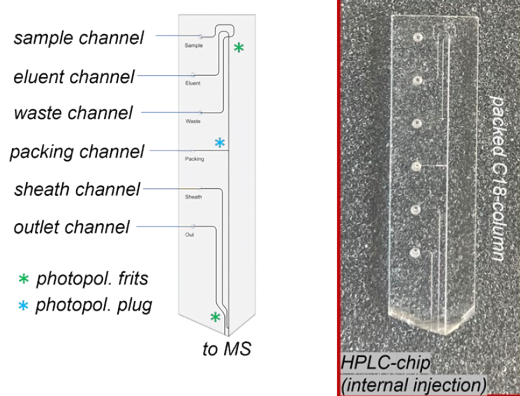 sample channel
Sample
eluent channel
Eluent
waste channel
Waste
packing channel
Packing
sheath channel
Sheath
outlet channel
Out
* photopol. frits
* photopol. plug
to MS
packed C18-column
HPLC-chip
(internal injection)